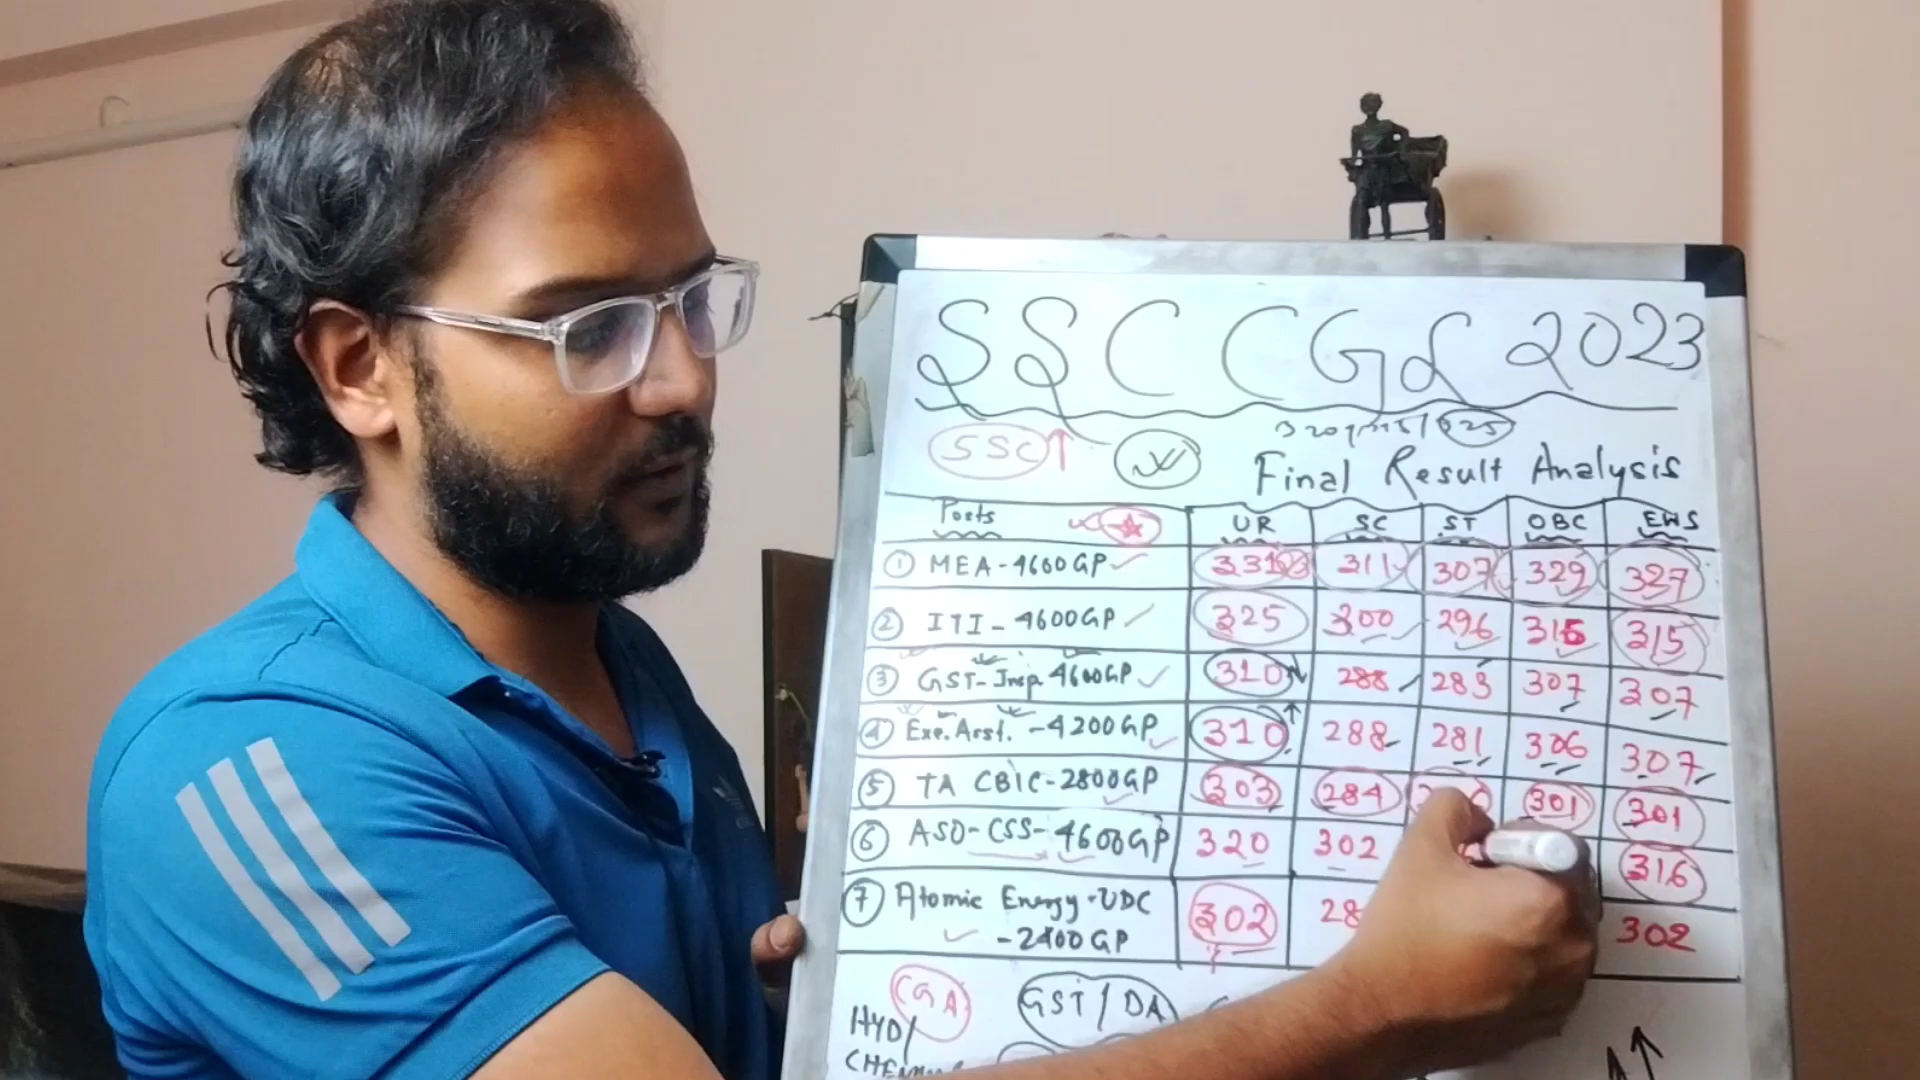 SSC CGL 2023
SSC↑
Final Result Analysis
Posts UR SC ST OBC EWS
① MEA-4600GP 331 311 307 329 327
② ITI-4600GP 325 300 296 315 315
③ GST-Insp. 4600GP 310 288 283 307 307
④ Exe. Asst.-4200GP 310 288 281 306 307
⑤ TA CBIC-2800GP 303 284 301 301
⑥ ASO-CSS-4600GP 320 302 316
⑦ Atomic Energy-UDC 302 28 302
-2400GP
CGA GST/DA
HYD/